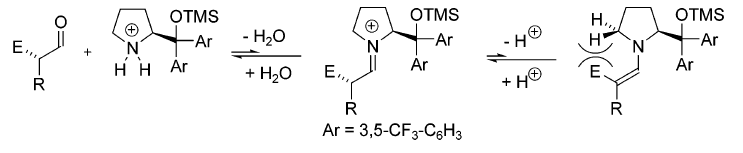 E
O
R
+
N
H H
⊕
OTMS
Ar
Ar
- H₂O
+ H₂O
⊕
N
E
R
OTMS
Ar
Ar
Ar = 3,5-CF₃-C₆H₃
- H⊕
+ H⊕
H
H
N
E
R
OTMS
Ar
Ar